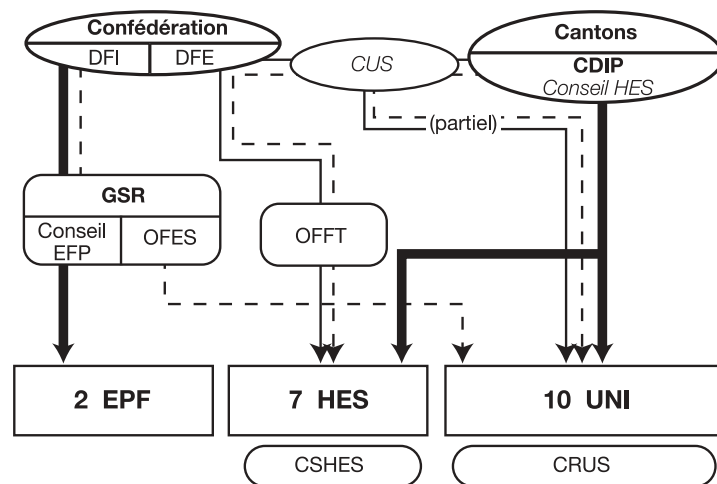 Confédération
DFI
DFE
CUS
Cantons
CDIP
Conseil HES
(partiel)
GSR
Conseil
EFP
OFES
OFFT
2 EPF
7 HES
10 UNI
CSHES
CRUS